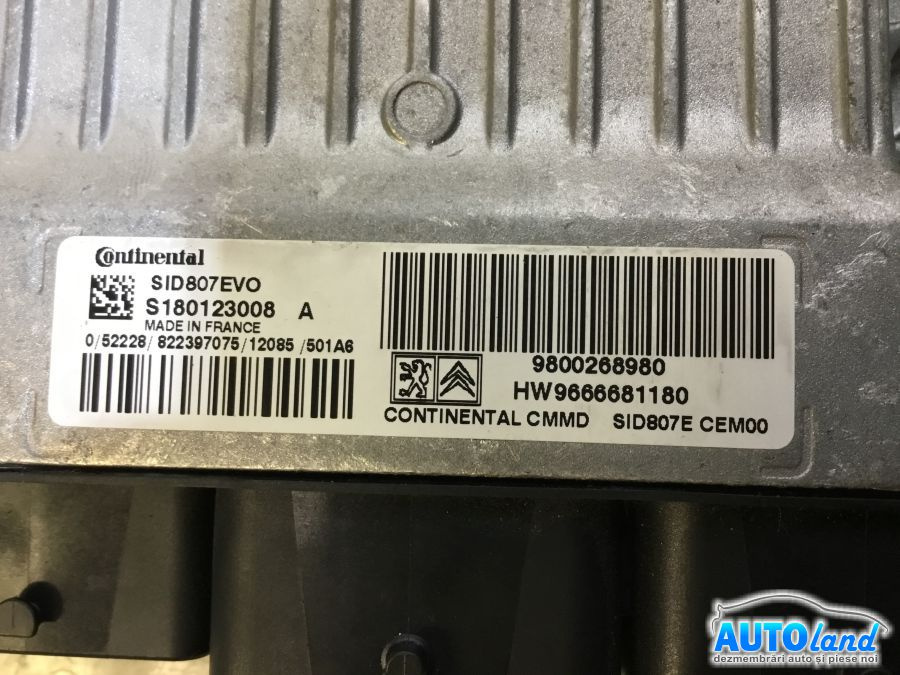 Continental
SID807EVO
S180123008 A
MADE IN FRANCE
0/52228/822397075/12085/501A6
9800268980
HW9666681180
CONTINENTAL CMMD SID807E CEM00
AUTOland
dezmembrări auto și piese noi